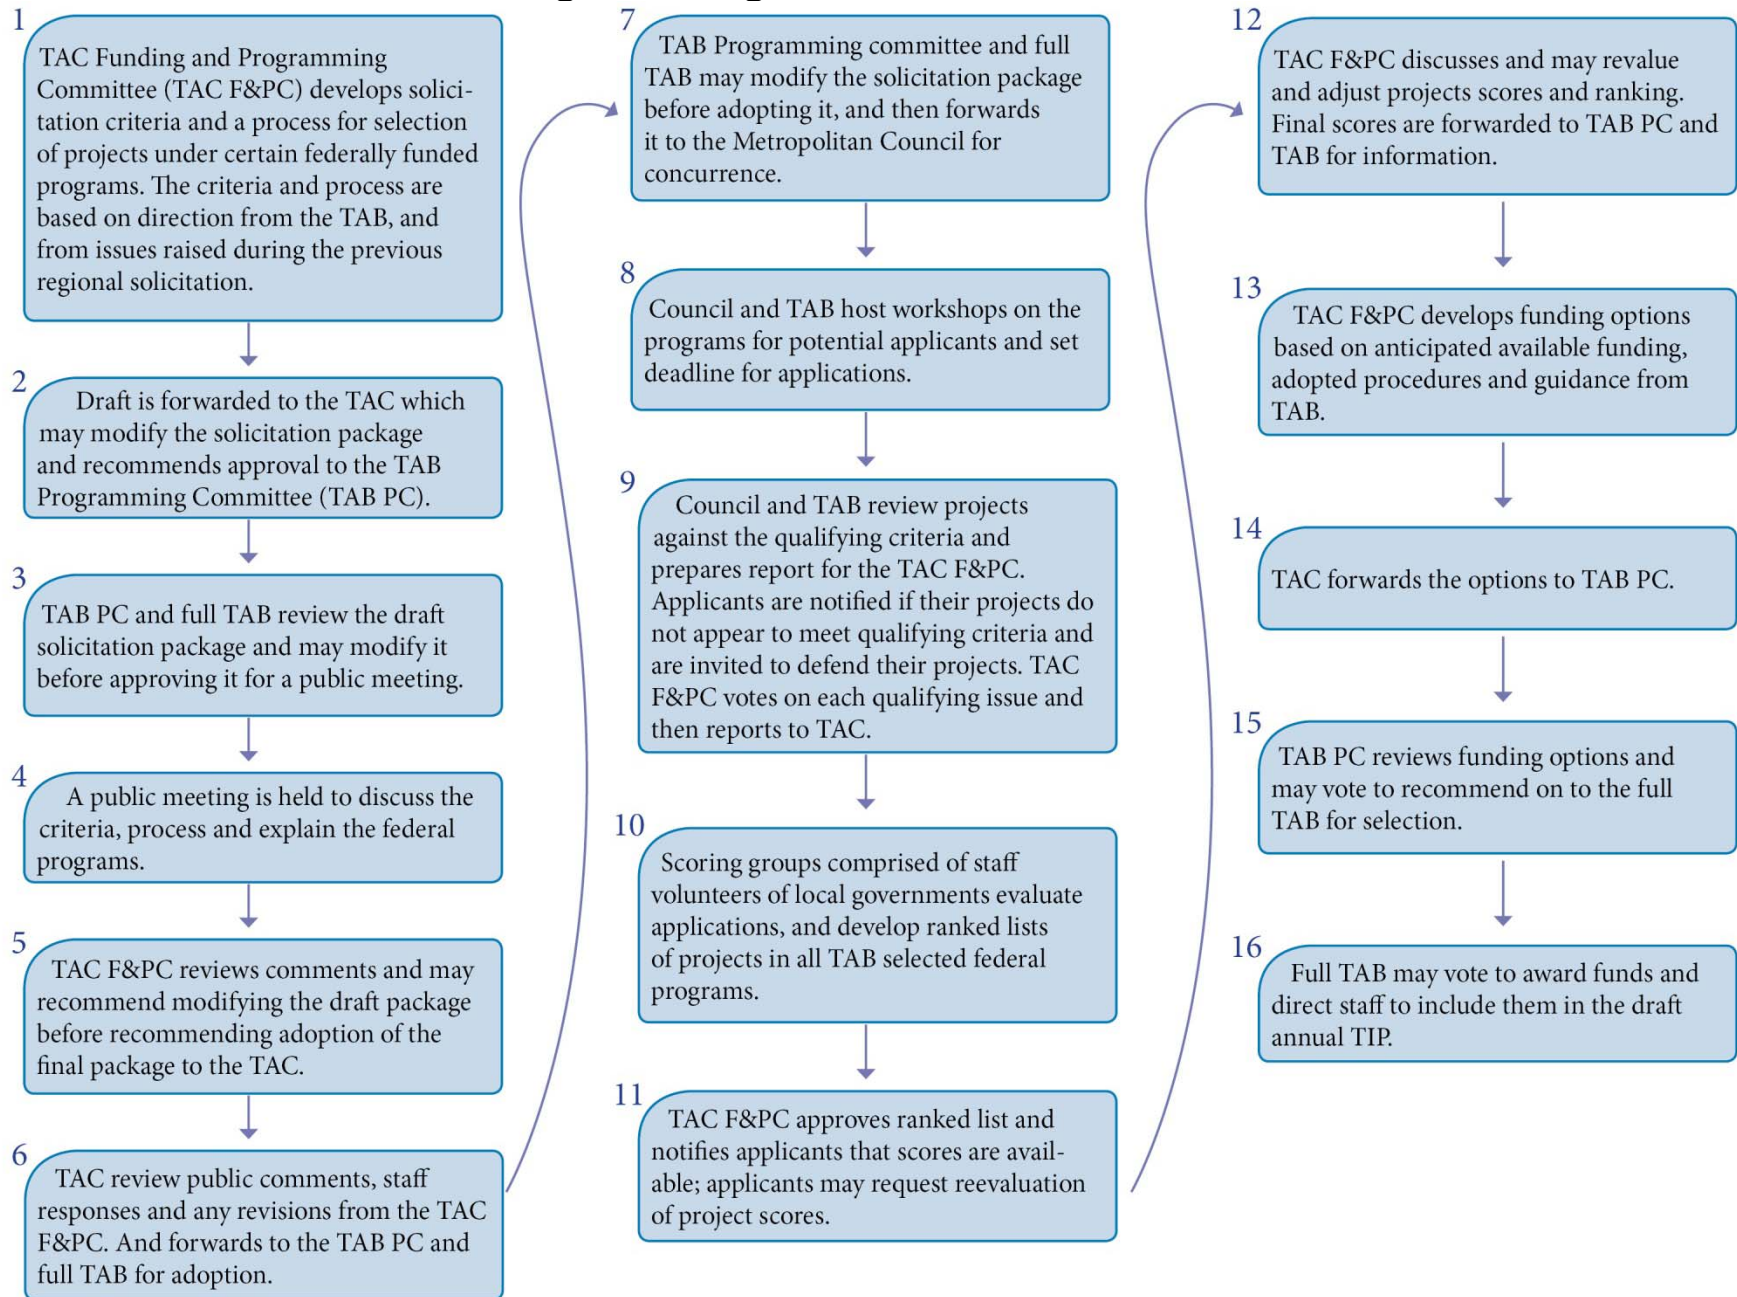 1
TAC Funding and Programming
Committee (TAC F&PC) develops solici-
tation criteria and a process for selection
of projects under certain federally funded
programs. The criteria and process are
based on direction from the TAB, and
from issues raised during the previous
regional solicitation.
2
Draft is forwarded to the TAC which
may modify the solicitation package
and recommends approval to the TAB
Programming Committee (TAB PC).
3
TAB PC and full TAB review the draft
solicitation package and may modify it
before approving it for a public meeting.
4
A public meeting is held to discuss the
criteria, process and explain the federal
programs.
5
TAC F&PC reviews comments and may
recommend modifying the draft package
before recommending adoption of the
final package to the TAC.
6
TAC review public comments, staff
responses and any revisions from the TAC
F&PC. And forwards to the TAB PC and
full TAB for adoption.
7
TAB Programming committee and full
TAB may modify the solicitation package
before adopting it, and then forwards
it to the Metropolitan Council for
concurrence.
8
Council and TAB host workshops on the
programs for potential applicants and set
deadline for applications.
9
Council and TAB review projects
against the qualifying criteria and
prepares report for the TAC F&PC.
Applicants are notified if their projects do
not appear to meet qualifying criteria and
are invited to defend their projects. TAC
F&PC votes on each qualifying issue and
then reports to TAC.
10
Scoring groups comprised of staff
volunteers of local governments evaluate
applications, and develop ranked lists
of projects in all TAB selected federal
programs.
11
TAC F&PC approves ranked list and
notifies applicants that scores are avail-
able; applicants may request reevaluation
of project scores.
12
TAC F&PC discusses and may revalue
and adjust projects scores and ranking.
Final scores are forwarded to TAB PC and
TAB for information.
13
TAC F&PC develops funding options
based on anticipated available funding,
adopted procedures and guidance from
TAB.
14
TAC forwards the options to TAB PC.
15
TAB PC reviews funding options and
may vote to recommend on to the full
TAB for selection.
16
Full TAB may vote to award funds and
direct staff to include them in the draft
annual TIP.